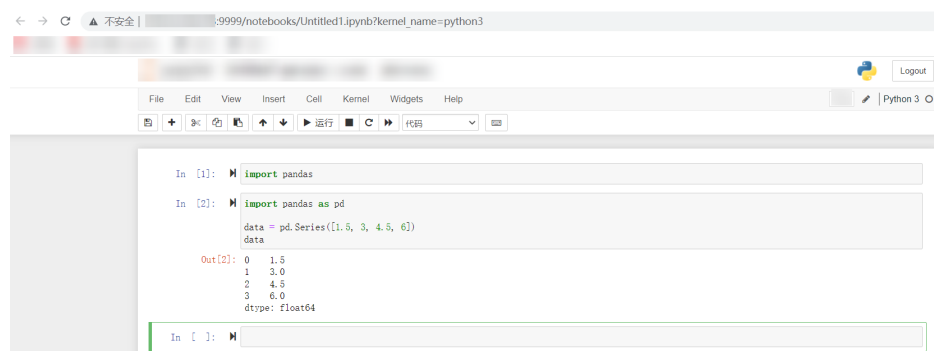 不安全 :9999/notebooks/Untitled1.ipynb?kernel_name=python3
Logout
File Edit View Insert Cell Kernel Widgets Help
Python 3
运行 代码
In [1]: import pandas
In [2]: import pandas as pd
data = pd.Series([1.5, 3, 4.5, 6])
data
Out[2]: 0 1.5
1 3.0
2 4.5
3 6.0
dtype: float64
In [ ]: